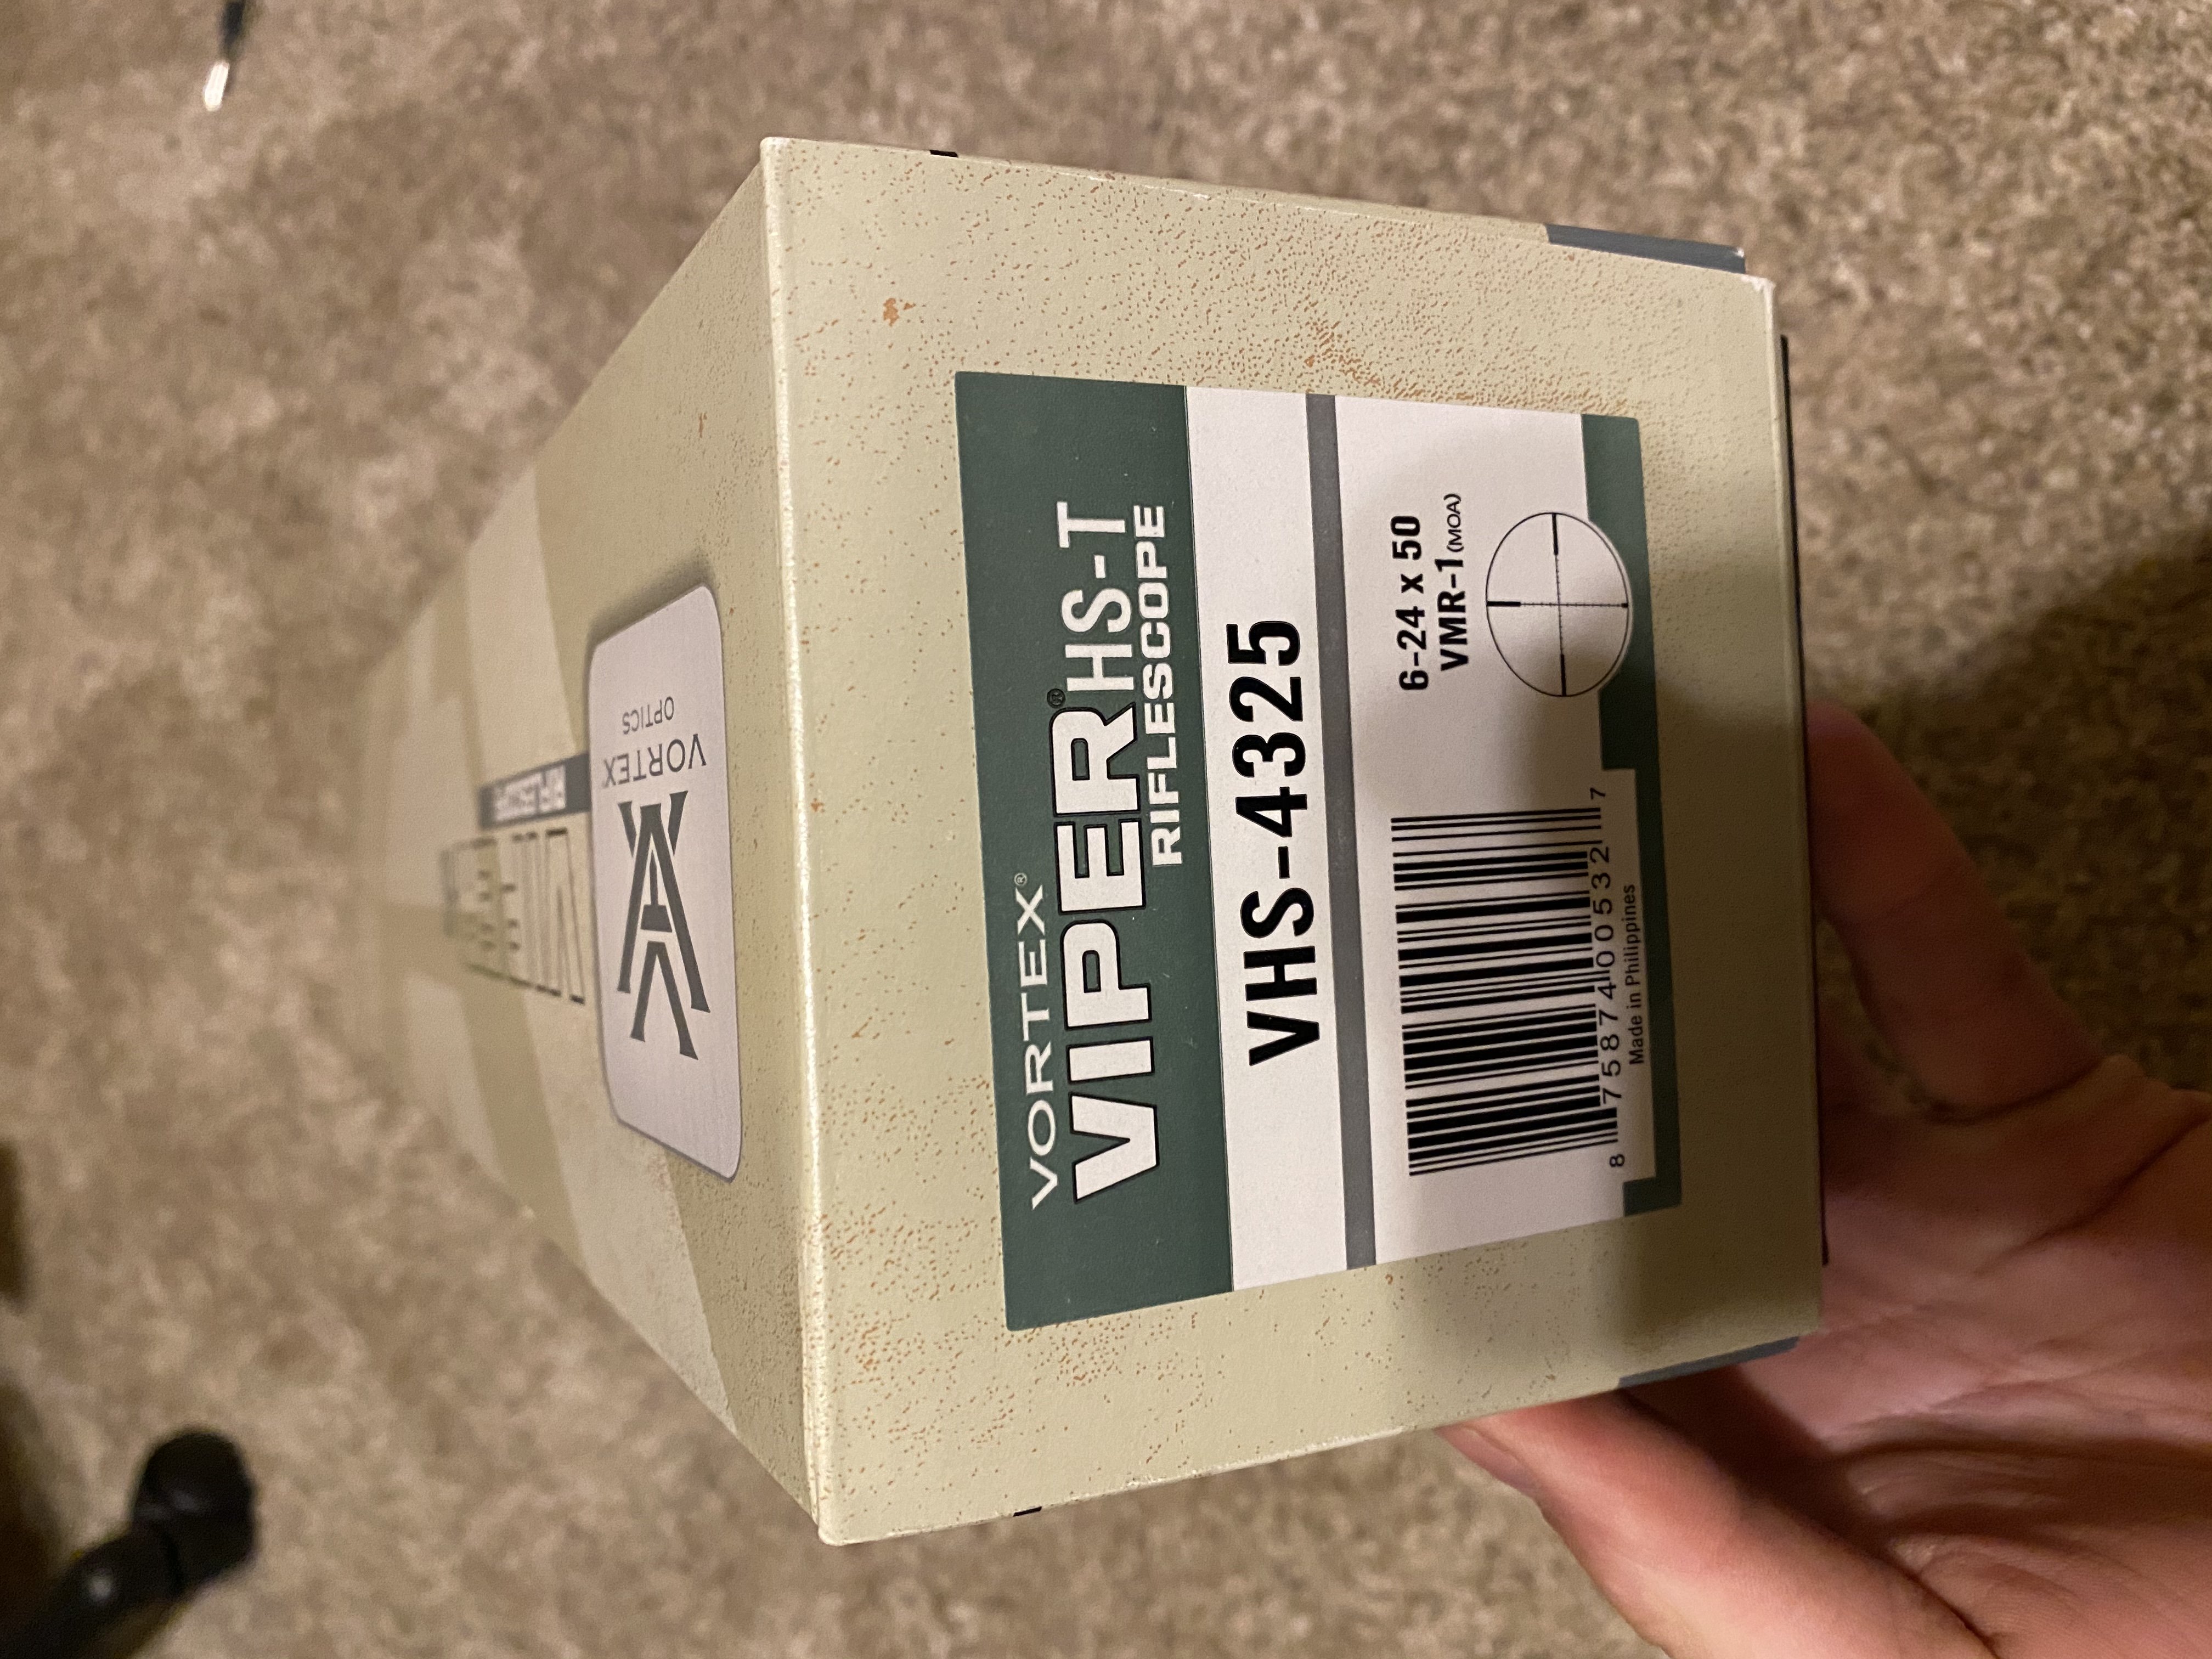 VORTEX®
VIPER® HS-T
RIFLESCOPE
VHS-4325
6-24 x 50
VMR-1 (MOA)
8 75874 00532 7
Made in Philippines
VORTEX
OPTICS
VIPER
RIFLESCOPE